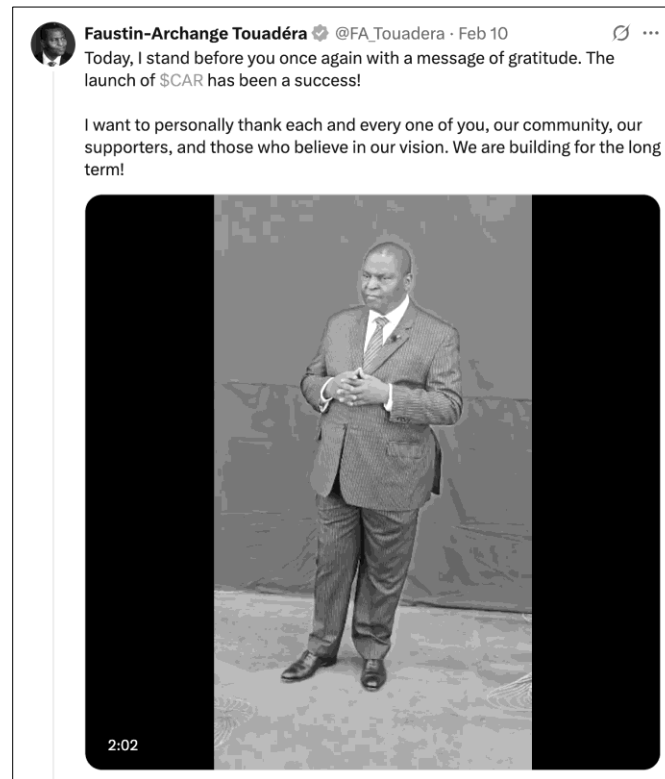 Faustin-Archange Touadéra @FA_Touadera · Feb 10
Today, I stand before you once again with a message of gratitude. The
launch of $CAR has been a success!
I want to personally thank each and every one of you, our community, our
supporters, and those who believe in our vision. We are building for the long
term!
2:02